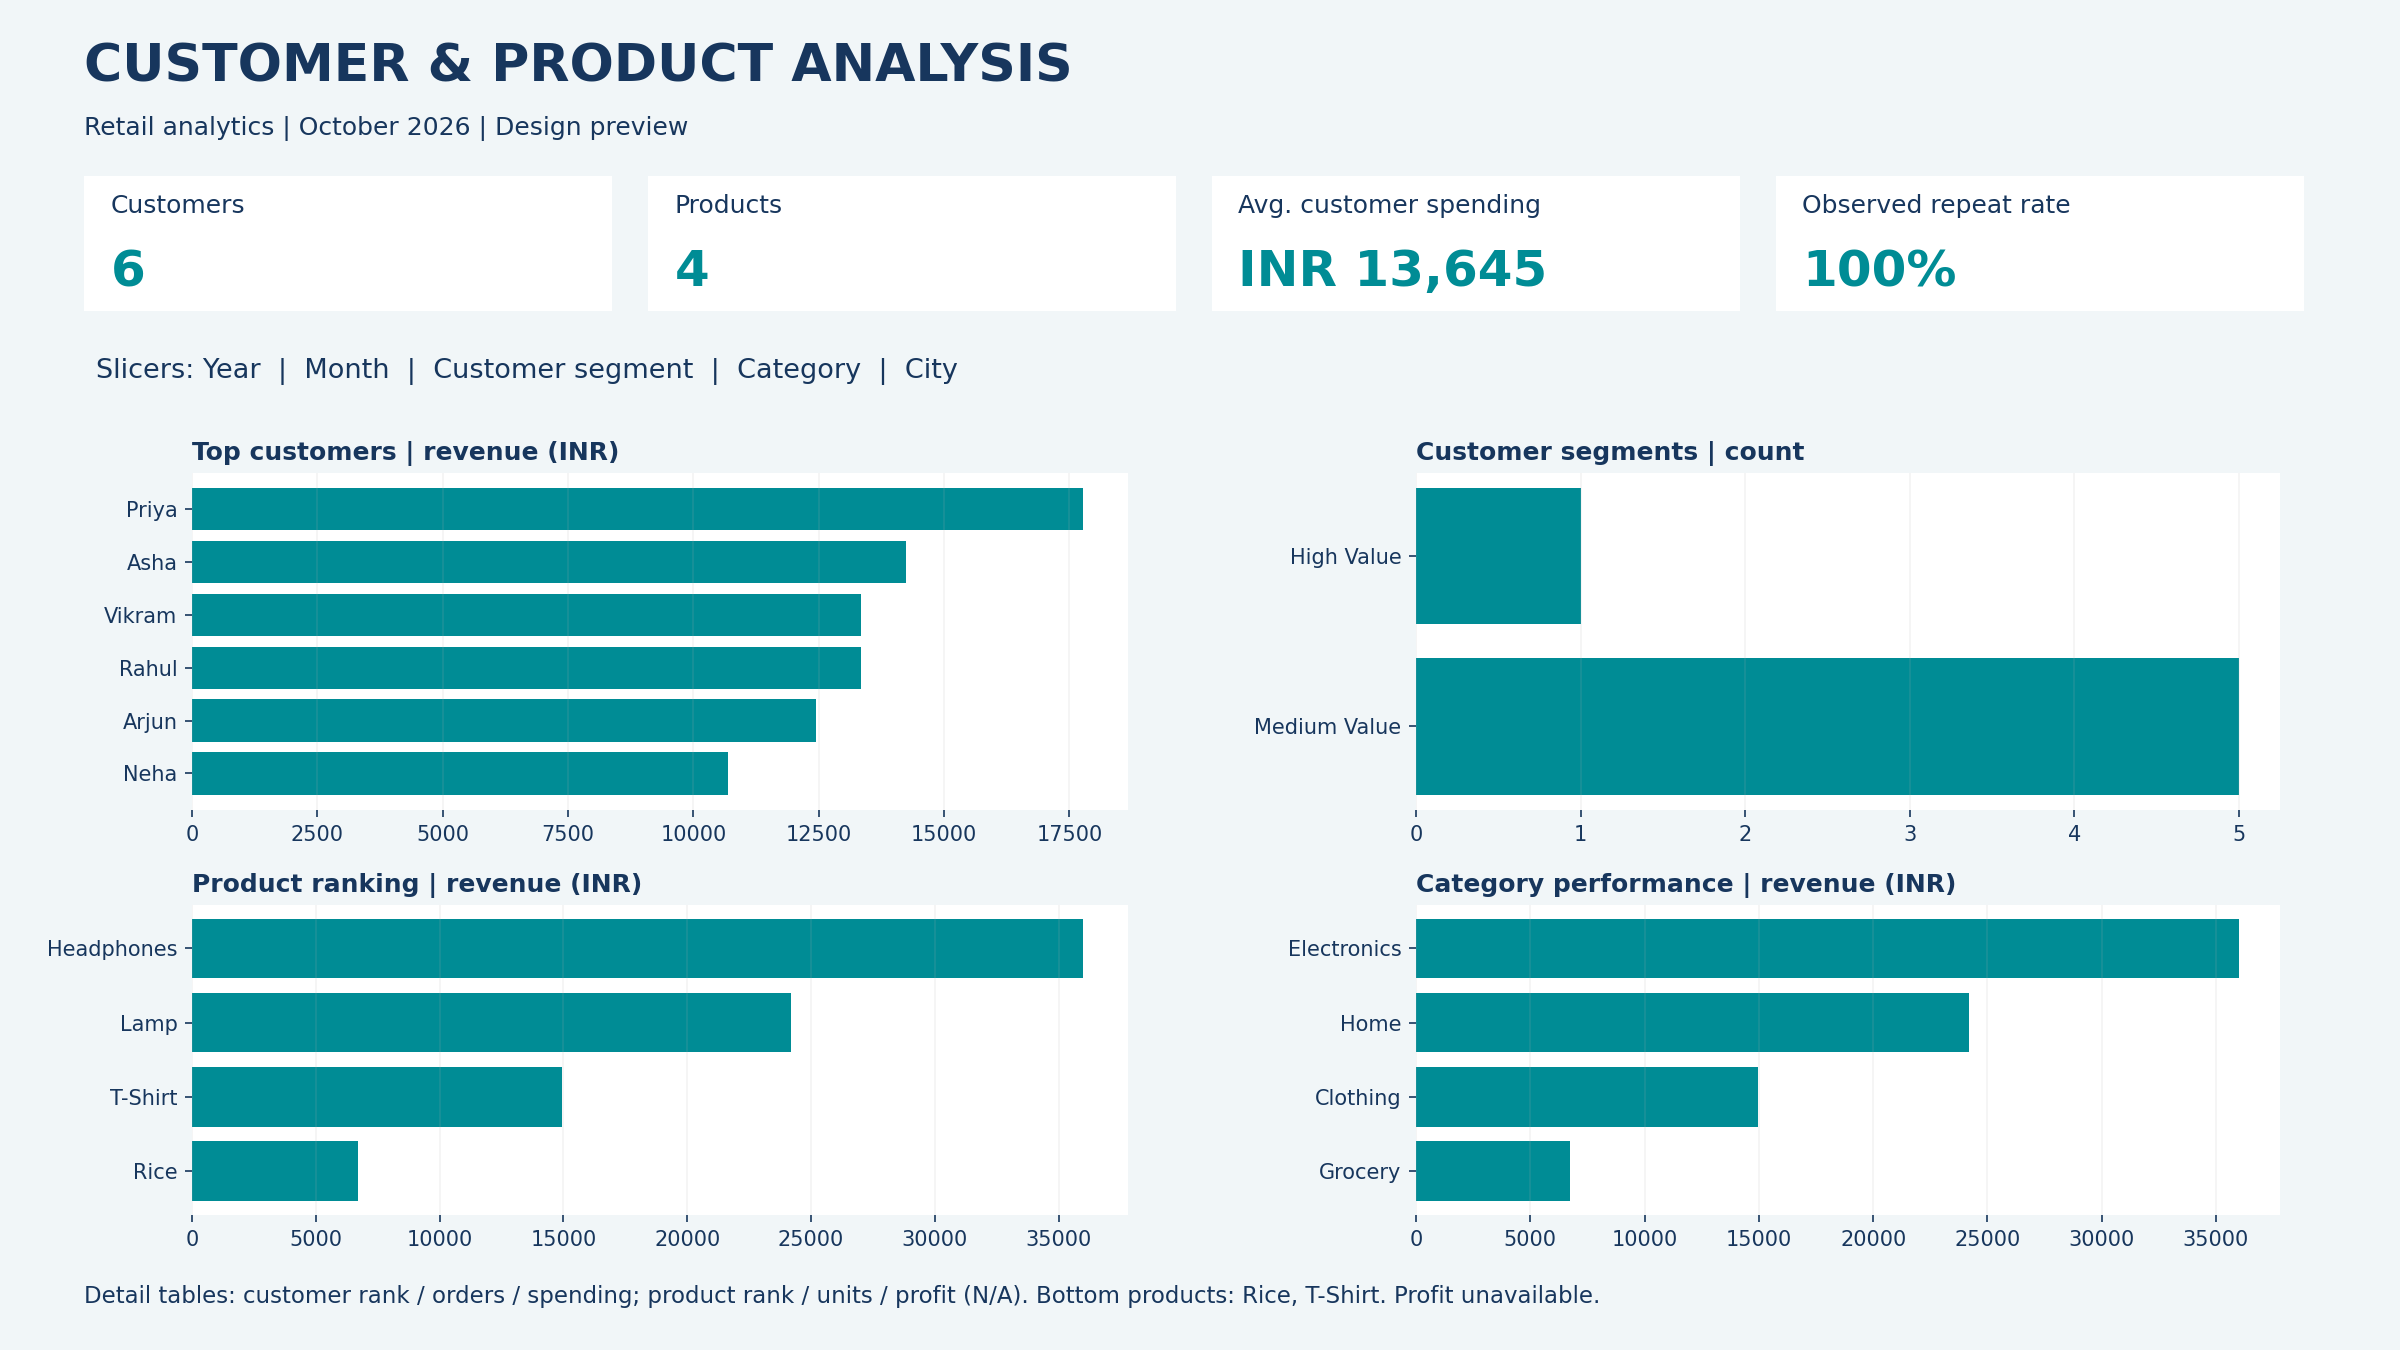 CUSTOMER & PRODUCT ANALYSIS
Retail analytics | October 2026 | Design preview
Customers
6
Products
4
Avg. customer spending
INR 13,645
Observed repeat rate
100%
Slicers: Year | Month | Customer segment | Category | City
Top customers | revenue (INR)
Priya
Asha
Vikram
Rahul
Arjun
Neha
0 2500 5000 7500 10000 12500 15000 17500
Customer segments | count
High Value
Medium Value
0 1 2 3 4 5
Product ranking | revenue (INR)
Headphones
Lamp
T-Shirt
Rice
0 5000 10000 15000 20000 25000 30000 35000
Category performance | revenue (INR)
Electronics
Home
Clothing
Grocery
0 5000 10000 15000 20000 25000 30000 35000
Detail tables: customer rank / orders / spending; product rank / units / profit (N/A). Bottom products: Rice, T-Shirt. Profit unavailable.